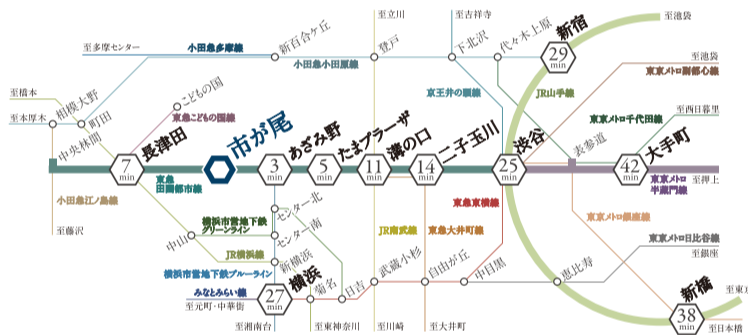 至立川
至吉祥寺
至池袋
至多摩センター
小田急多摩線
新百合ケ丘
登戸
下北沢
代々木上原
新宿
29
min
小田急小田原線
至池袋
東京メトロ副都心線
至橋本
京王井の頭線
JR山手線
至本厚木
相模大野
町田
こどもの国
東急こどもの国線
東京メトロ千代田線
至西日暮里
中央林間
長津田
7
min
市が尾
あざみ野
3
min
たまプラーザ
5
min
溝の口
11
min
二子玉川
14
min
渋谷
25
min
表参道
大手町
42
min
東急
田園都市線
東京メトロ
半蔵門線
至押上
小田急江ノ島線
至藤沢
横浜市営地下鉄
グリーンライン
センター北
センター南
中山
JR横浜線
新横浜
横浜市営地下鉄ブルーライン
JR南武線
東急大井町線
東急東横線
東京メトロ銀座線
東京メトロ日比谷線
至銀座
みなとみらい線
至元町・中華街
横浜
27
min
菊名
日吉
武蔵小杉
自由が丘
中目黒
恵比寿
新橋
38
min
至東京
至日本橋
至湘南台
至東神奈川
至川崎
至大井町